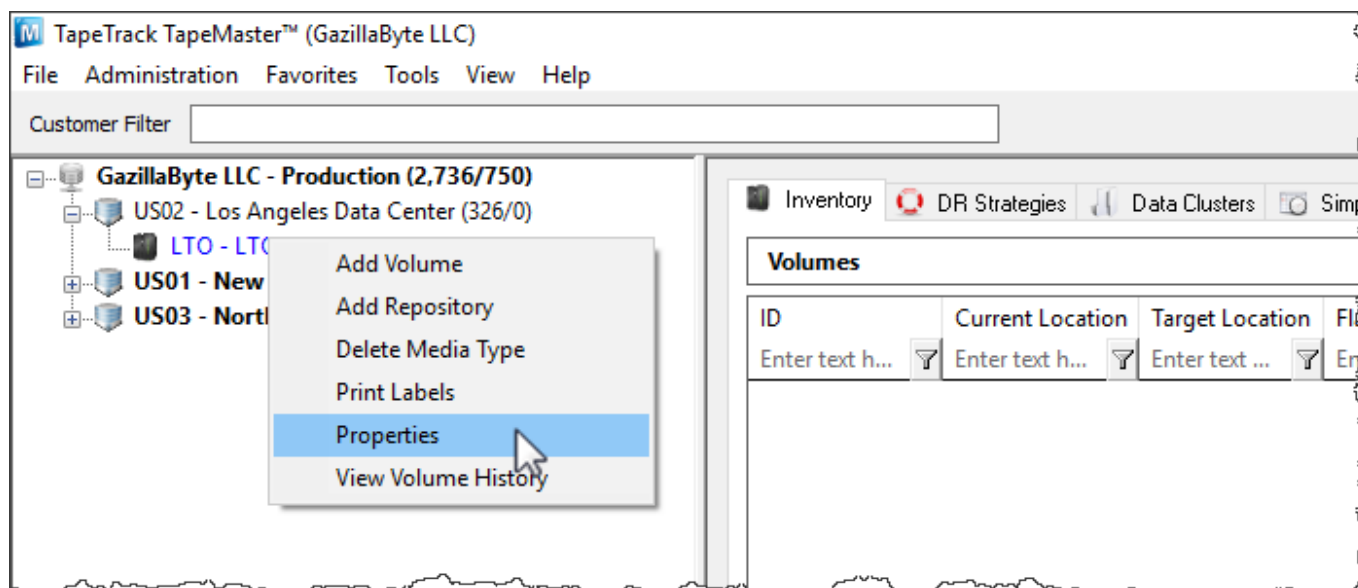 TapeTrack TapeMaster™ (GazillaByte LLC)
File Administration Favorites Tools View Help
Customer Filter
GazillaByte LLC - Production (2,736/750)
US02 - Los Angeles Data Center (326/0)
LTO -
US01 - New
US03 -
Add Volume
Add Repository
Delete Media Type
Print Labels
Properties
View Volume History
Inventory DR Strategies Data Clusters
Volumes
ID Current Location Target Location
Enter text h... Enter text h... Enter text ...